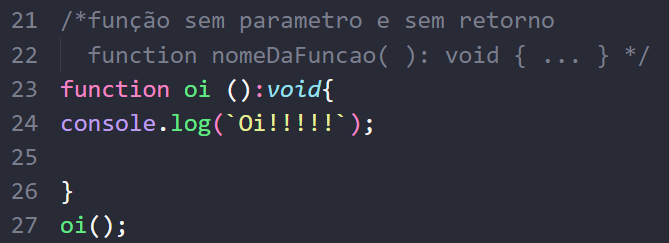 21 /*função sem parametro e sem retorno
22 function nomeDaFuncao( ): void { ... } */
23 function oi ():void{
24 console.log(`Oi!!!!!`);
25
26 }
27 oi();